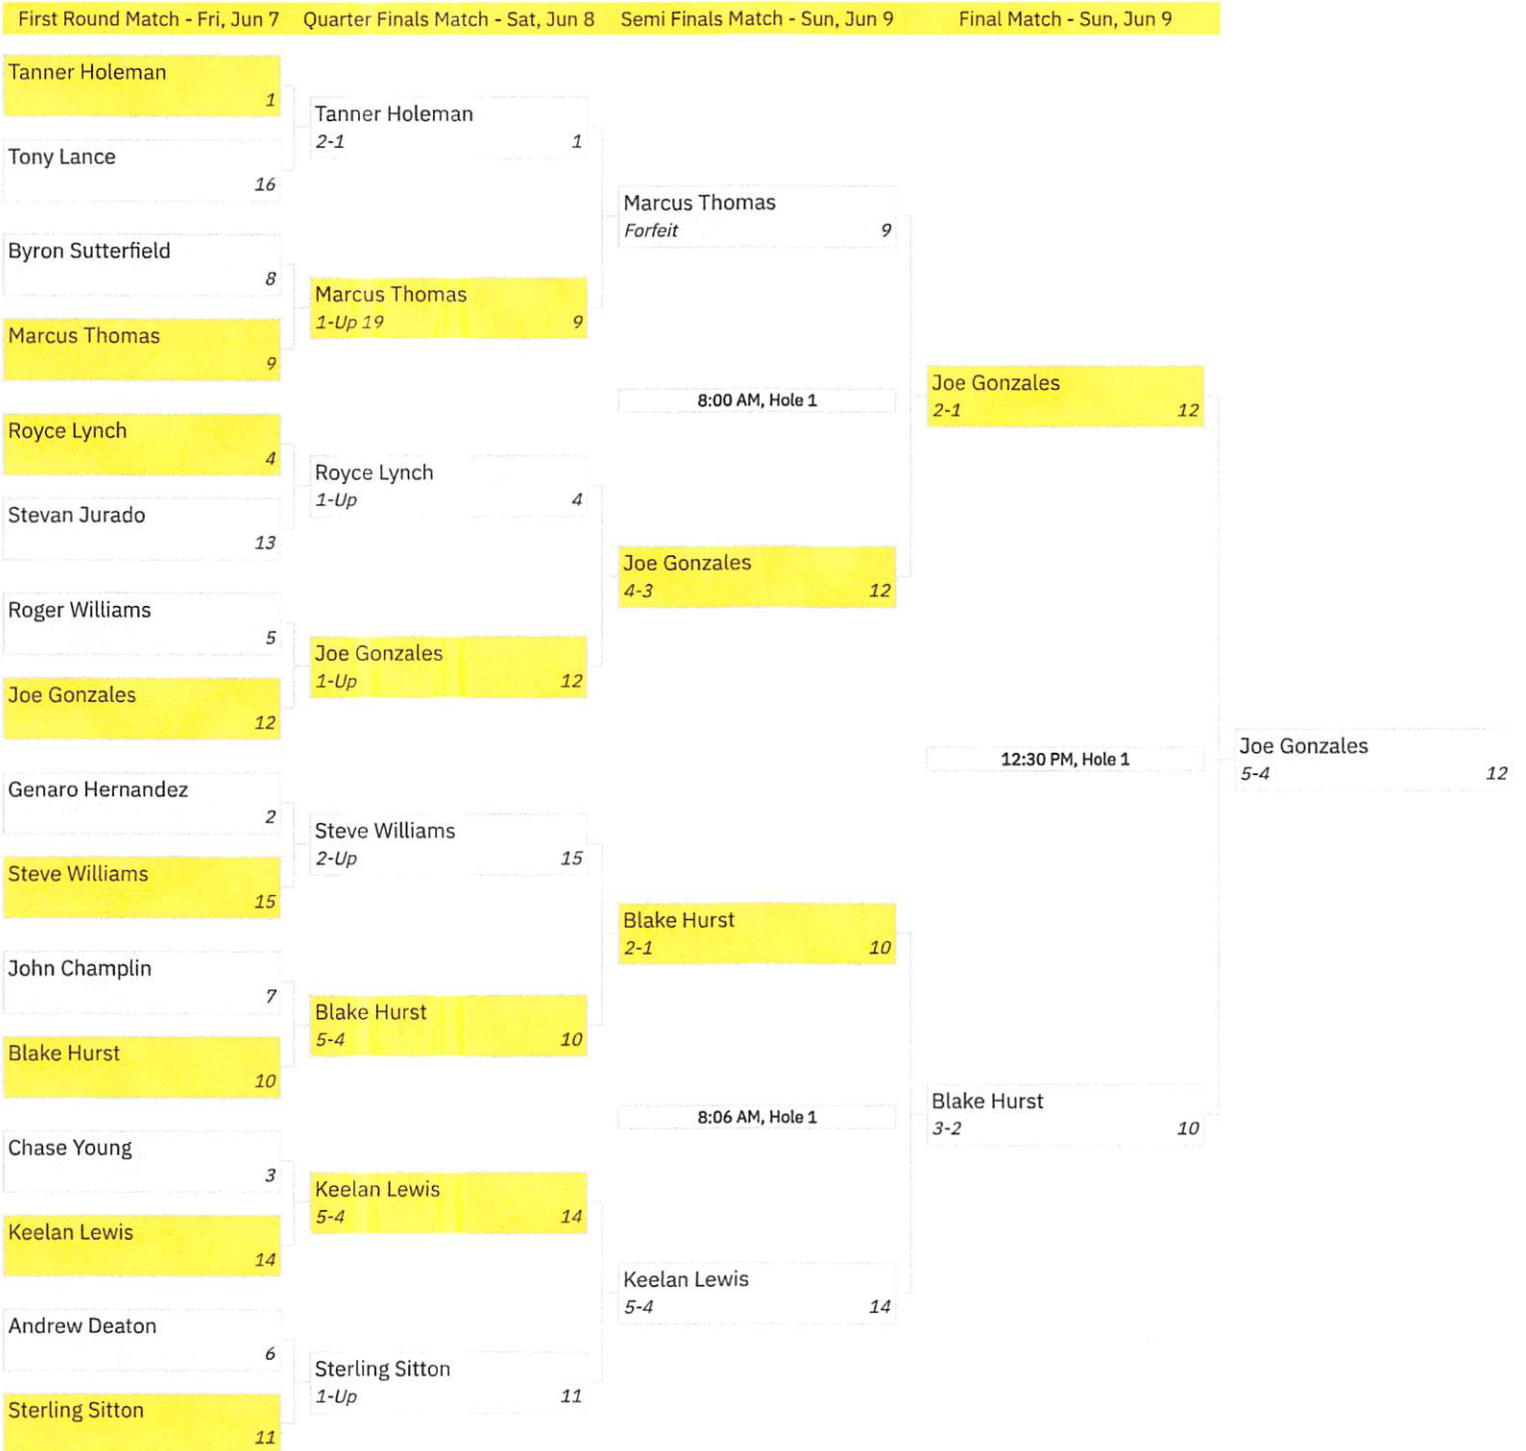 First Round Match - Fri, Jun 7
Quarter Finals Match - Sat, Jun 8
Semi Finals Match - Sun, Jun 9
Final Match - Sun, Jun 9
Tanner Holeman
1
Tony Lance
16
Byron Sutterfield
8
Marcus Thomas
9
Royce Lynch
4
Stevan Jurado
13
Roger Williams
5
Joe Gonzales
12
Genaro Hernandez
2
Steve Williams
15
John Champlin
7
Blake Hurst
10
Chase Young
3
Keelan Lewis
14
Andrew Deaton
6
Sterling Sitton
11
Tanner Holeman
2-1 1
Marcus Thomas
1-Up 19 9
Royce Lynch
1-Up 4
Joe Gonzales
1-Up 12
Steve Williams
2-Up 15
Blake Hurst
5-4 10
Keelan Lewis
5-4 14
Sterling Sitton
1-Up 11
Marcus Thomas
Forfeit 9
8:00 AM, Hole 1
Joe Gonzales
4-3 12
Blake Hurst
2-1 10
8:06 AM, Hole 1
Keelan Lewis
5-4 14
Joe Gonzales
2-1 12
12:30 PM, Hole 1
Blake Hurst
3-2 10
Joe Gonzales
5-4 12